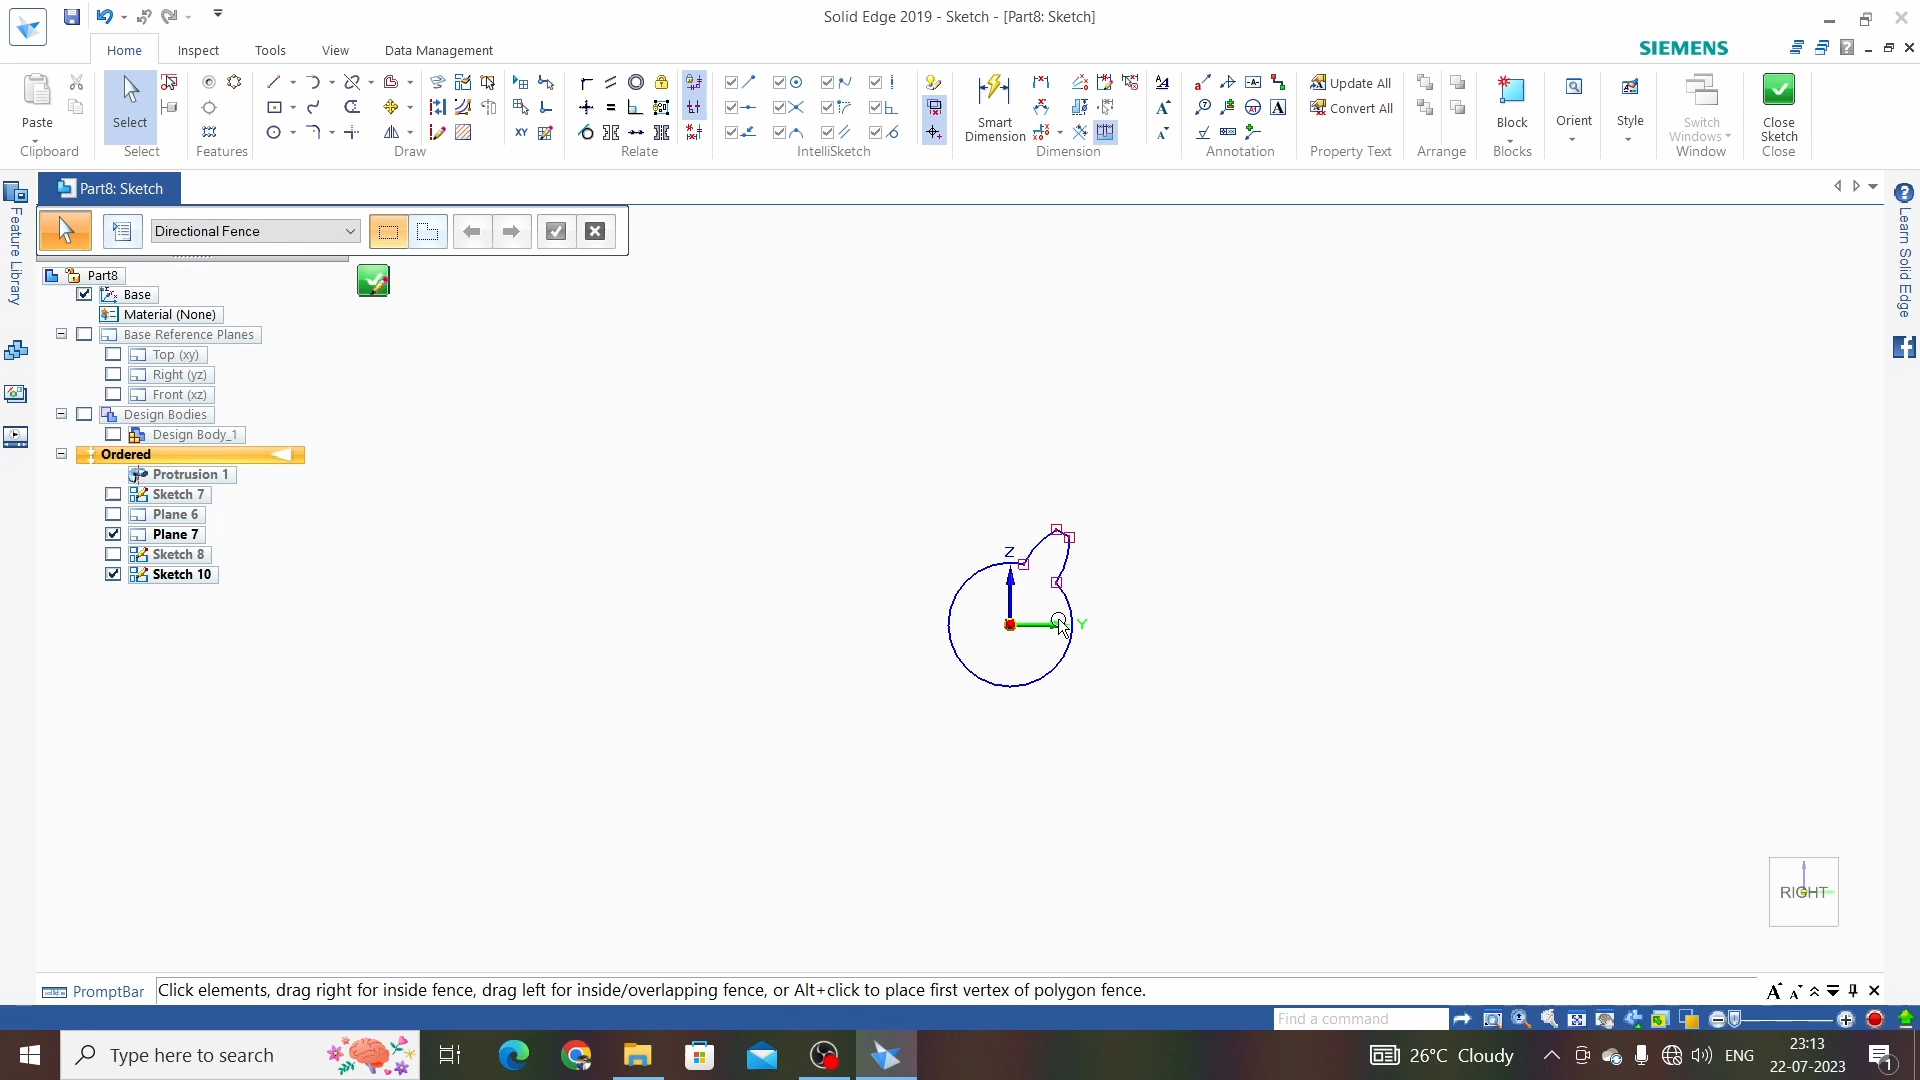 Solid Edge 2019 - Sketch - [Part8: Sketch]
Home
Inspect
Tools
View
Data Management
SIEMENS
Paste
Clipboard
Select
Select
Features
Draw
Relate
IntelliSketch
Smart
Dimension
Dimension
Annotation
Update All
Convert All
Property Text
Arrange
Block
Blocks
Orient
Style
Switch
Windows
Window
Close
Sketch
Close
Part8: Sketch
Directional Fence
Feature Library
Learn Solid Edge
Part8
Base
Material (None)
Base Reference Planes
Top (xy)
Right (yz)
Front (xz)
Design Bodies
Design Body_1
Ordered
Protrusion 1
Sketch 7
Plane 6
Plane 7
Sketch 8
Sketch 10
Z
Y
RIGHT
PromptBar
Click elements, drag right for inside fence, drag left for inside/overlapping fence, or Alt+click to place first vertex of polygon fence.
Find a command
Type here to search
26°C Cloudy
ENG
23:13
22-07-2023
1